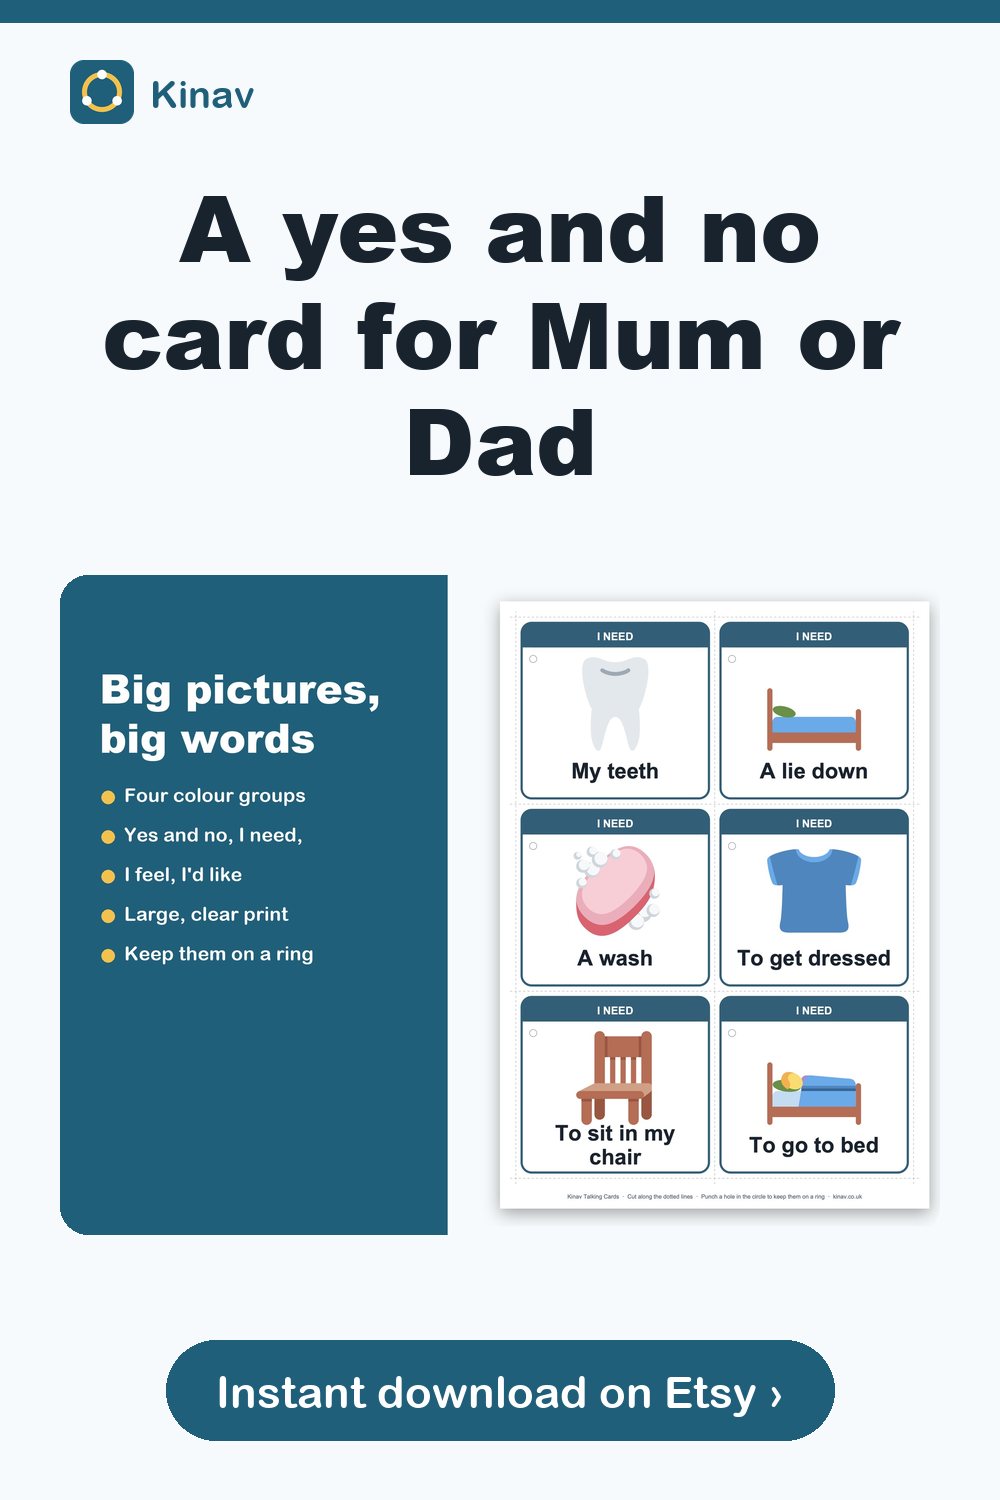 Kinav
A yes and no
card for Mum or
Dad
Big pictures,
big words
Four colour groups
Yes and no, I need,
I feel, I'd like
Large, clear print
Keep them on a ring
I NEED
My teeth
I NEED
A lie down
I NEED
A wash
I NEED
To get dressed
I NEED
To sit in my
chair
I NEED
To go to bed
Kinav Talking Cards · Cut along the dotted lines · Punch a hole in the circle to keep them on a ring · kinav.co.uk
Instant download on Etsy ›